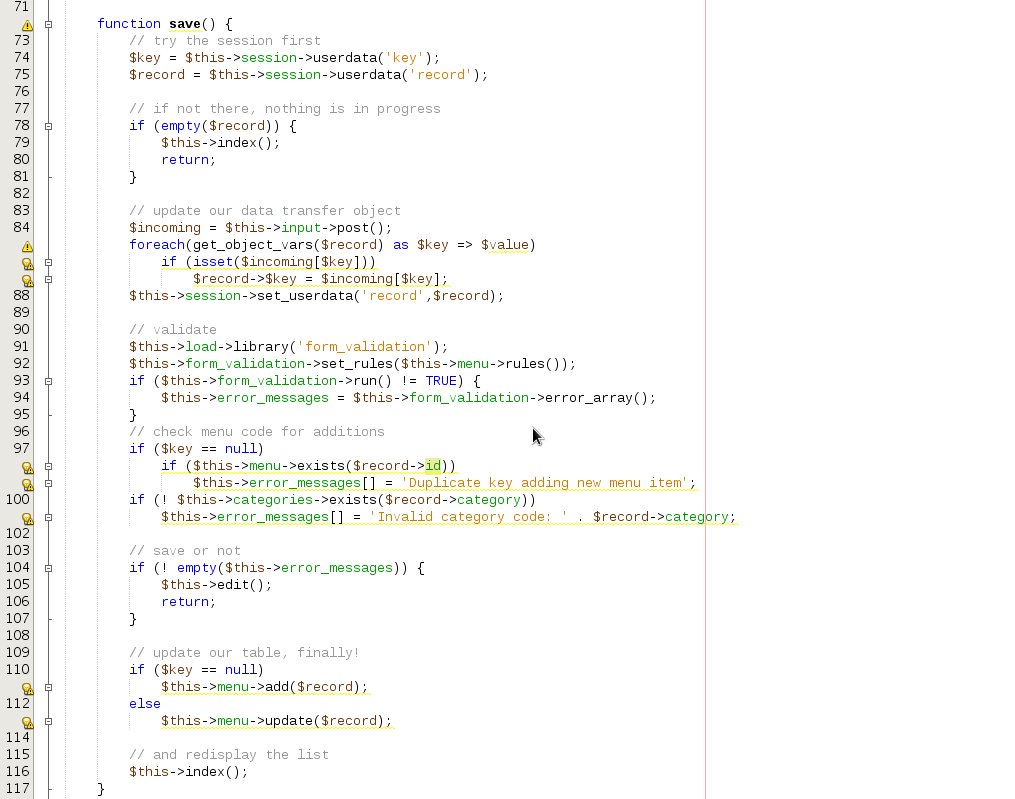 71
function save() {
73 // try the session first
74 $key = $this->session->userdata('key');
75 $record = $this->session->userdata('record');
76
77 // if not there, nothing is in progress
78 if (empty($record)) {
79 $this->index();
80 return;
81 }
82
83 // update our data transfer object
84 $incoming = $this->input->post();
foreach(get_object_vars($record) as $key => $value)
if (isset($incoming[$key]))
$record->$key = $incoming[$key];
88 $this->session->set_userdata('record',$record);
89
90 // validate
91 $this->load->library('form_validation');
92 $this->form_validation->set_rules($this->menu->rules());
93 if ($this->form_validation->run() != TRUE) {
94 $this->error_messages = $this->form_validation->error_array();
95 }
96 // check menu code for additions
97 if ($key == null)
if ($this->menu->exists($record->id))
$this->error_messages[] = 'Duplicate key adding new menu item';
100 if (! $this->categories->exists($record->category))
$this->error_messages[] = 'Invalid category code: ' . $record->category;
102
103 // save or not
104 if (! empty($this->error_messages)) {
105 $this->edit();
106 return;
107 }
108
109 // update our table, finally!
110 if ($key == null)
$this->menu->add($record);
112 else
$this->menu->update($record);
114
115 // and redisplay the list
116 $this->index();
117 }